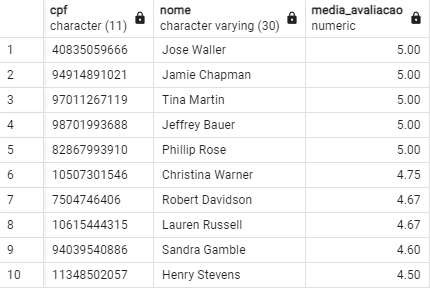 cpf nome media_avaliacao
character (11) character varying (30) numeric
1 40835059666 Jose Waller 5.00
2 94914891021 Jamie Chapman 5.00
3 97011267119 Tina Martin 5.00
4 98701993688 Jeffrey Bauer 5.00
5 82867993910 Phillip Rose 5.00
6 10507301546 Christina Warner 4.75
7 7504746406 Robert Davidson 4.67
8 10615444315 Lauren Russell 4.67
9 94039540886 Sandra Gamble 4.60
10 11348502057 Henry Stevens 4.50